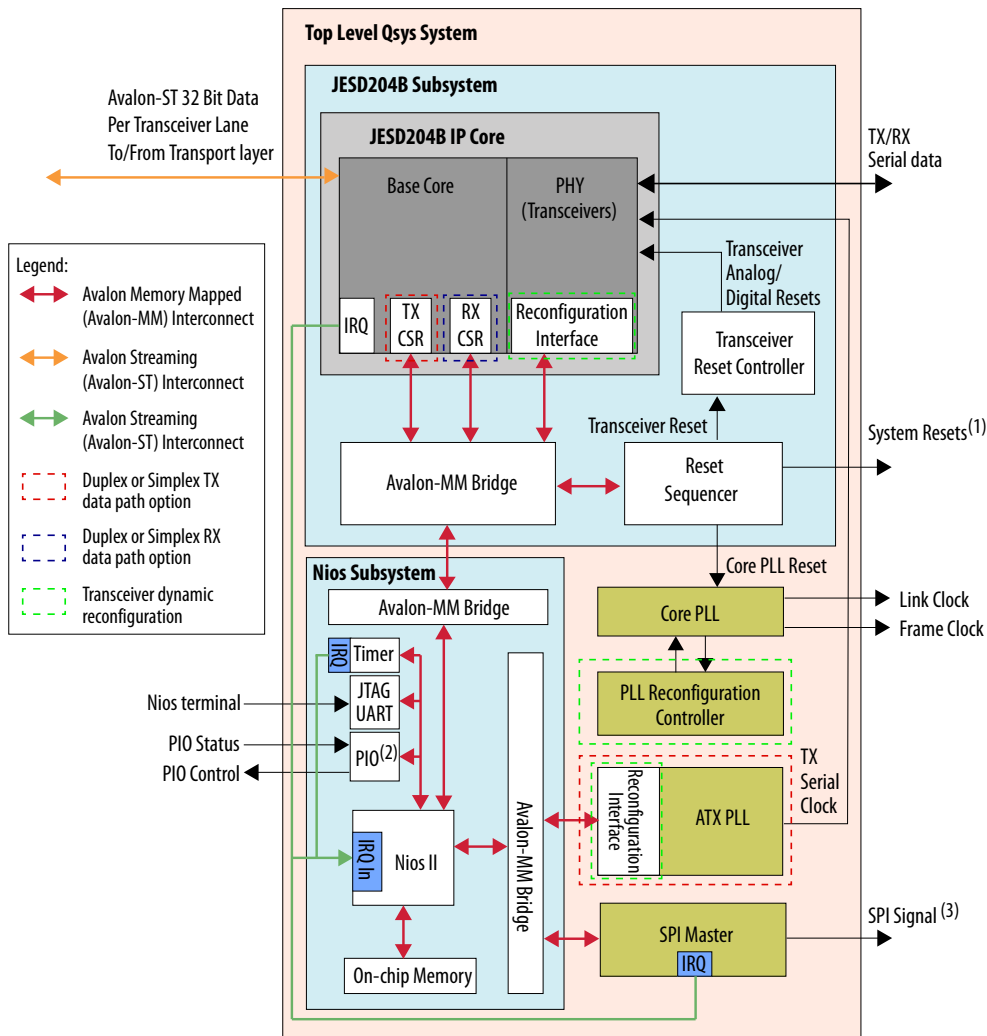 Top Level Qsys System
JESD204B Subsystem
Avalon-ST 32 Bit Data
Per Transceiver Lane
To/From Transport layer
JESD204B IP Core
TX/RX
Serial data
Base Core
PHY
(Transceivers)
Legend:
Avalon Memory Mapped
(Avalon-MM) Interconnect
Avalon Streaming
(Avalon-ST) Interconnect
Avalon Streaming
(Avalon-ST) Interconnect
Duplex or Simplex TX
data path option
Duplex or Simplex RX
data path option
Transceiver dynamic
reconfiguration
Transceiver
Analog/
Digital Resets
IRQ
TX
CSR
RX
CSR
Reconfiguration
Interface
Transceiver
Reset Controller
Transceiver Reset
System Resets(1)
Avalon-MM Bridge
Reset
Sequencer
Core PLL Reset
Nios Subsystem
Avalon-MM Bridge
Core PLL
Link Clock
Frame Clock
IRQ
Timer
JTAG
UART
Nios terminal
PIO Status
PIO(2)
PIO Control
PLL Reconfiguration
Controller
TX
Serial
Clock
Reconfiguration
Interface
ATX PLL
Avalon-MM Bridge
IRQ In
Nios II
SPI Master
IRQ
SPI Signal (3)
On-chip Memory